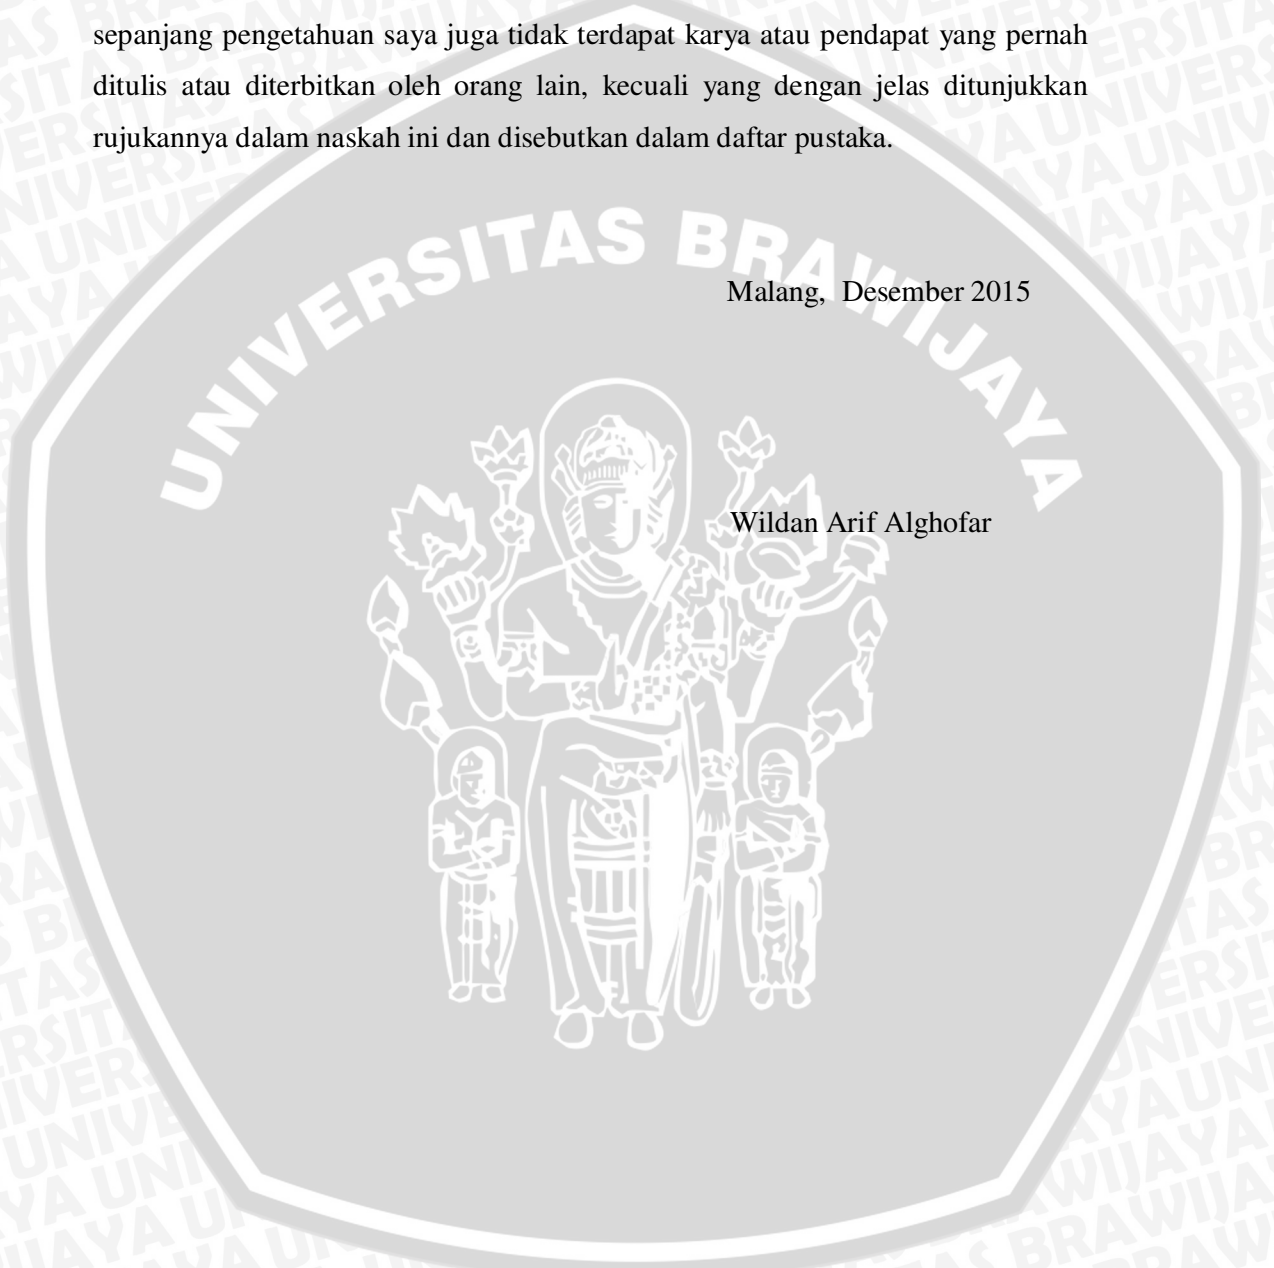 sepanjang pengetahuan saya juga tidak terdapat karya atau pendapat yang pernah
ditulis atau diterbitkan oleh orang lain, kecuali yang dengan jelas ditunjukkan
rujukannya dalam naskah ini dan disebutkan dalam daftar pustaka.
UNIVERSITAS BRAWIJAYA
Malang, Desember 2015
Wildan Arif Alghofar